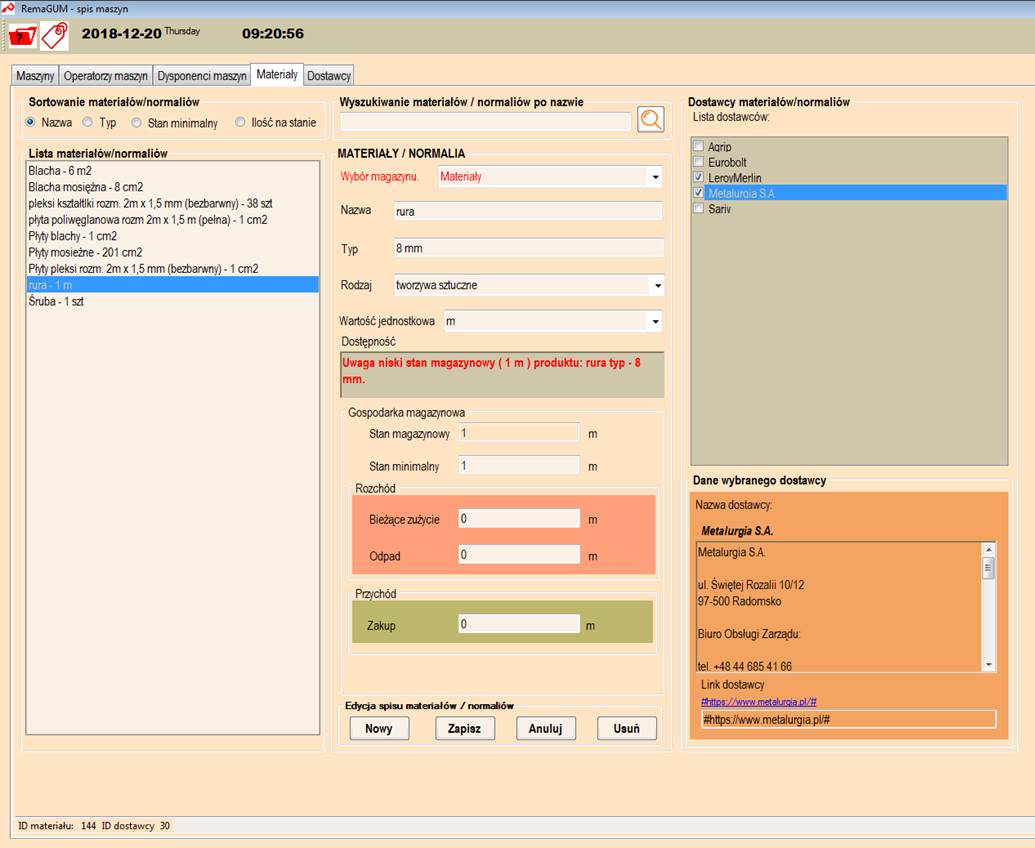 RemaGUM - spis maszyn
2018-12-20 Thursday 09:20:56
Maszyny Operatorzy maszyn Dysponenci maszyn Materiały Dostawcy
Sortowanie materiałów/normaliów
Nazwa Typ Stan minimalny Ilość na stanie
Lista materiałów/normaliów
Blacha - 6 m2
Blacha mosiężna - 8 cm2
pleksi kształtlki rozm. 2m x 1,5 mm (bezbarwny) - 38 szt
płyta poliwęglanowa rozm 2m x 1,5 m (pełna) - 1 cm2
Płyty blachy - 1 cm2
Płyty mosieżne - 201 cm2
Płyty pleksi rozm. 2m x 1,5 mm (bezbarwny) - 1 cm2
rura - 1 m
Śruba - 1 szt
Wyszukiwanie materiałów / normaliów po nazwie
MATERIAŁY / NORMALIA
Wybór magazynu. Materiały
Nazwa rura
Typ 8 mm
Rodzaj tworzywa sztuczne
Wartość jednostkowa m
Dostępność
Uwaga niski stan magazynowy ( 1 m ) produktu: rura typ - 8
mm.
Gospodarka magazynowa
Stan magazynowy 1 m
Stan minimalny 1 m
Rozchód
Bieżące zużycie 0 m
Odpad 0 m
Przychód
Zakup 0 m
Edycja spisu materiałów / normaliów
Nowy Zapisz Anuluj Usuń
Dostawcy materiałów/normaliów
Lista dostawców:
Agrip
Eurobolt
LeroyMerlin
Metalurgia S.A.
Sariv
Dane wybranego dostawcy
Nazwa dostawcy:
Metalurgia S.A.
Metalurgia S.A.
ul. Świętej Rozalii 10/12
97-500 Radomsko
Biuro Obsługi Zarządu:
tel. +48 44 685 41 66
Link dostawcy
#https://www.metalurgia.pl/#
#https://www.metalurgia.pl/#
ID materiału: 144 ID dostawcy 30